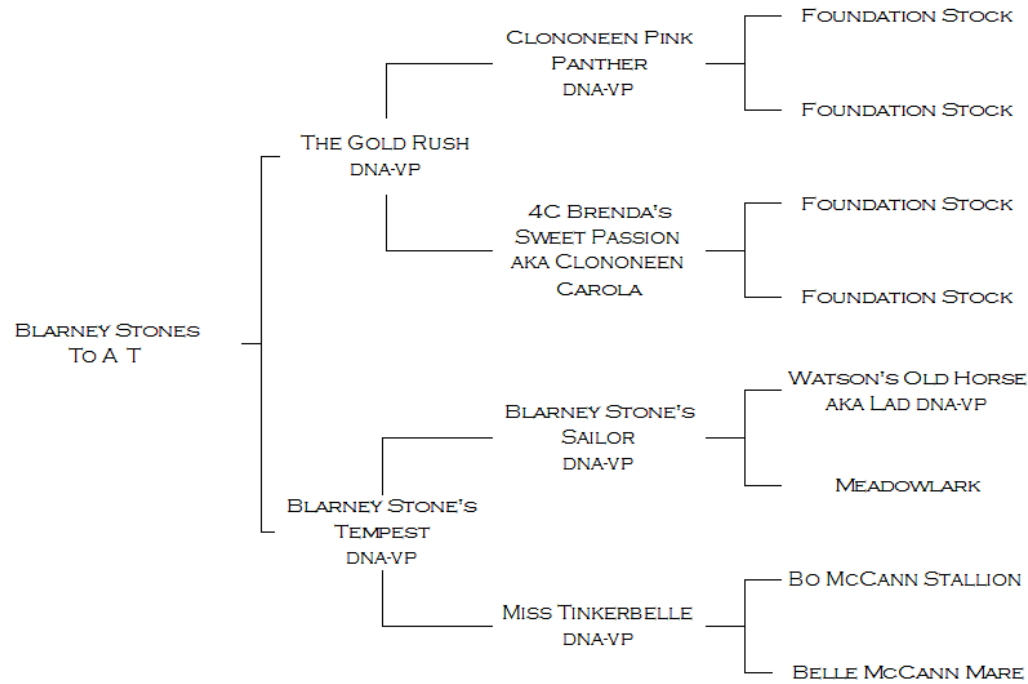 Foundation Stock
Clononeen Pink
Panther
DNA-VP
Foundation Stock
The Gold Rush
DNA-VP
Foundation Stock
4C Brenda's
Sweet Passion
aka Clononeen
Carola
Foundation Stock
Blarney Stones
To A T
Watson's Old Horse
aka Lad DNA-VP
Blarney Stone's
Sailor
DNA-VP
Meadowlark
Blarney Stone's
Tempest
DNA-VP
Bo McCann Stallion
Miss Tinkerbelle
DNA-VP
Belle McCann Mare